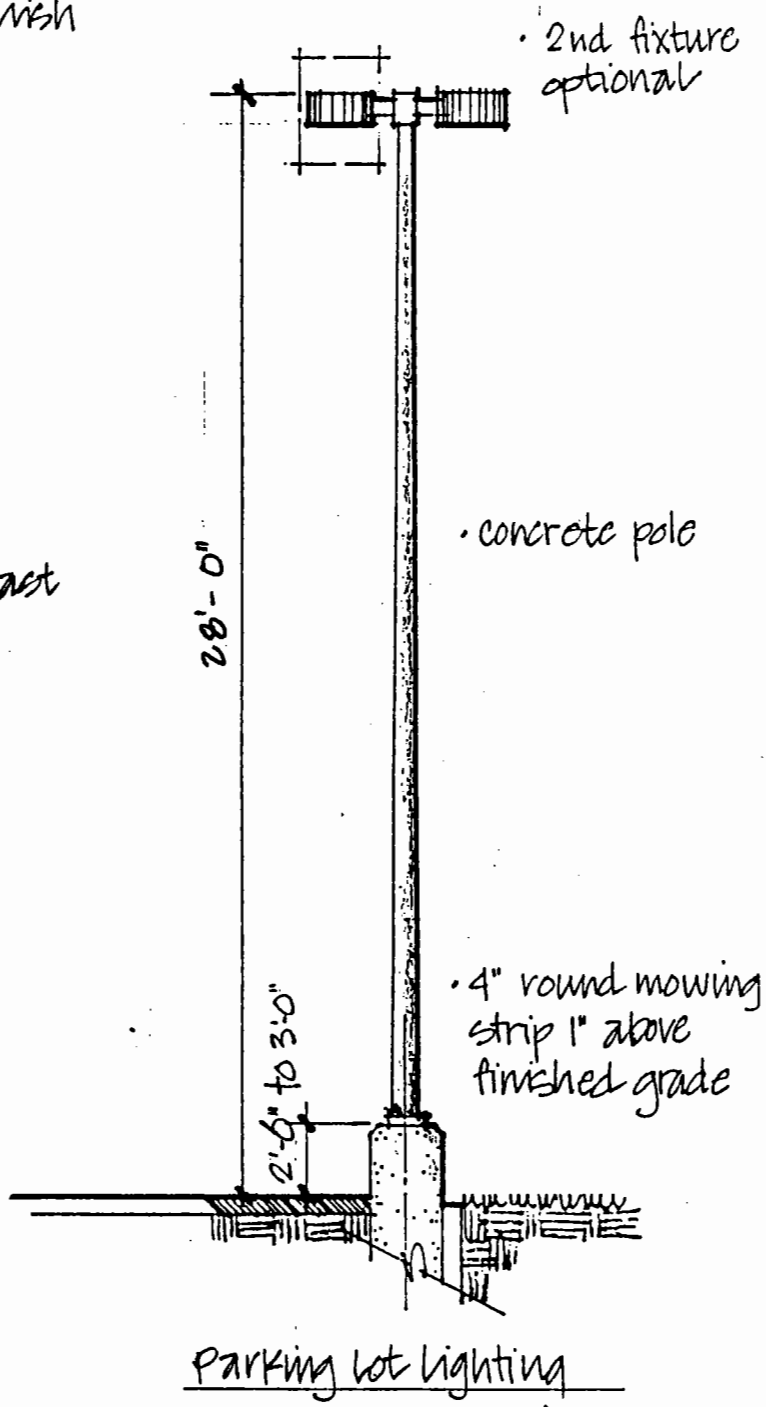 nish
• 2nd fixture
optional
28'-0"
ast
• concrete pole
2'-6" to 3'-0"
• 4" round mowing
strip 1" above
finished grade
Parking Lot Lighting